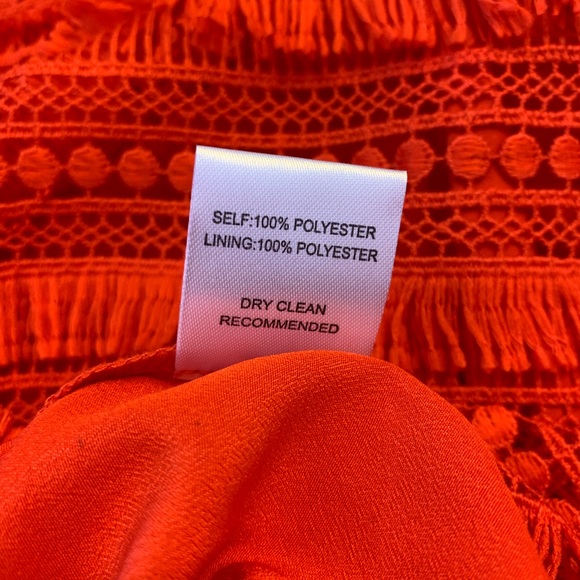 SELF:100% POLYESTER
LINING:100% POLYESTER
DRY CLEAN
RECOMMENDED